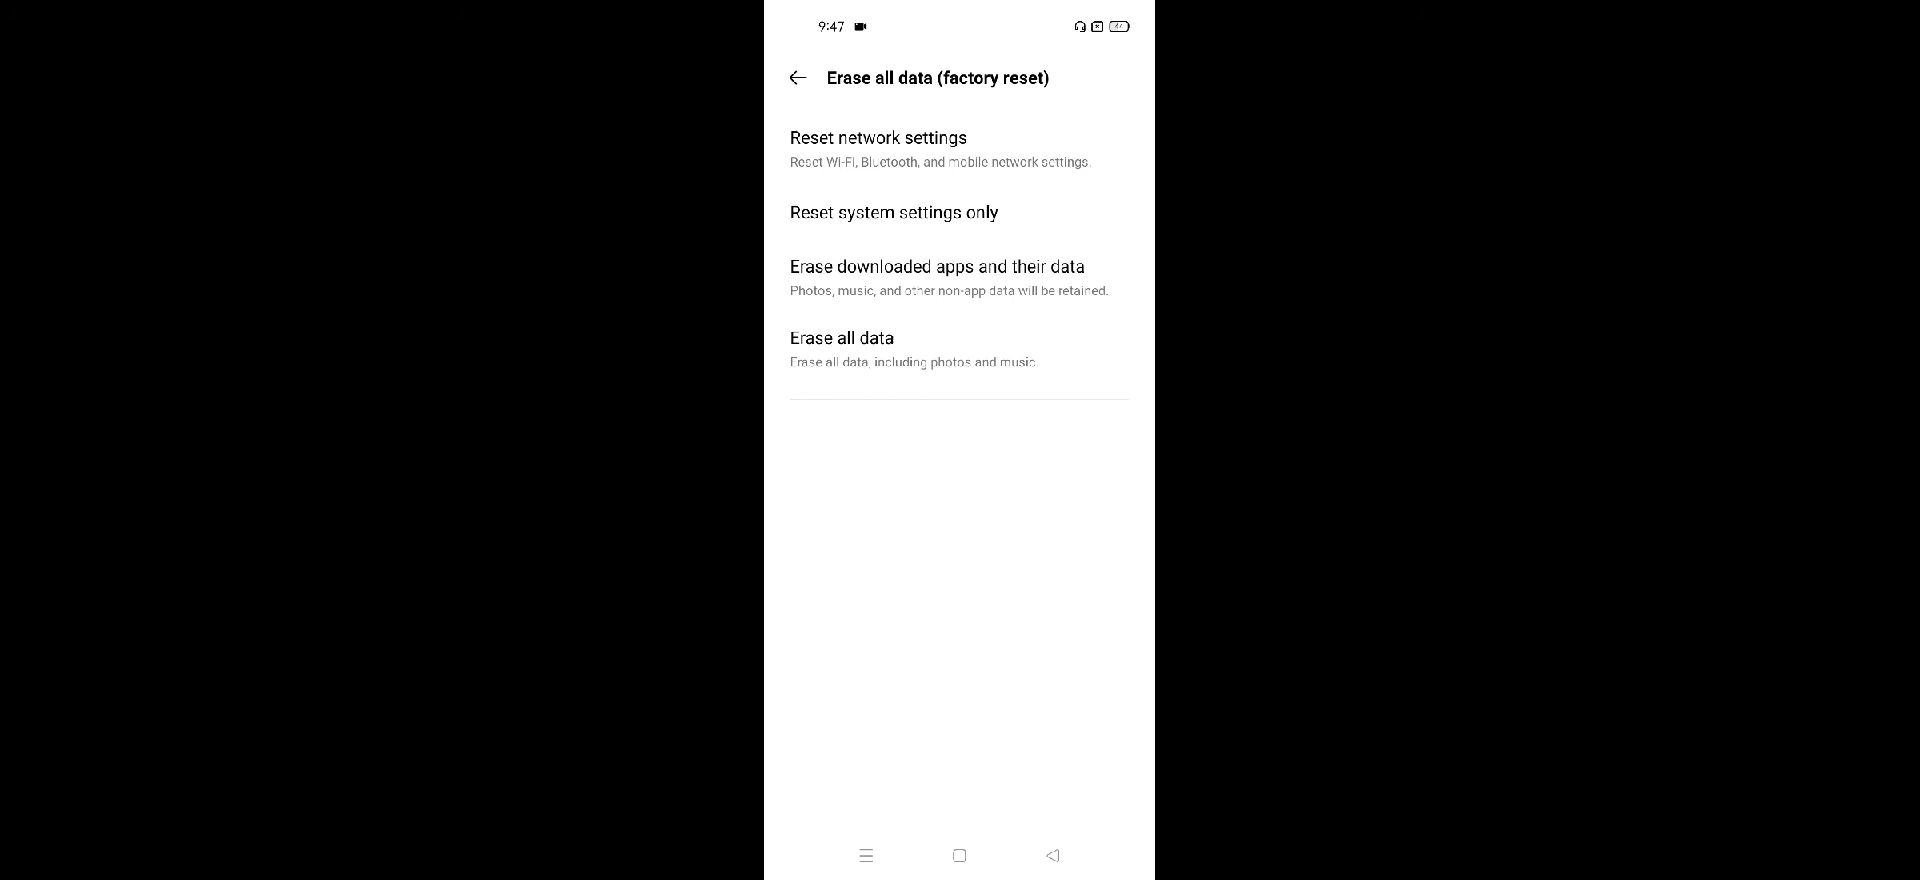 9:47
Erase all data (factory reset)
Reset network settings
Reset Wi-Fi, Bluetooth, and mobile network settings.
Reset system settings only
Erase downloaded apps and their data
Photos, music, and other non-app data will be retained.
Erase all data
Erase all data, including photos and music.